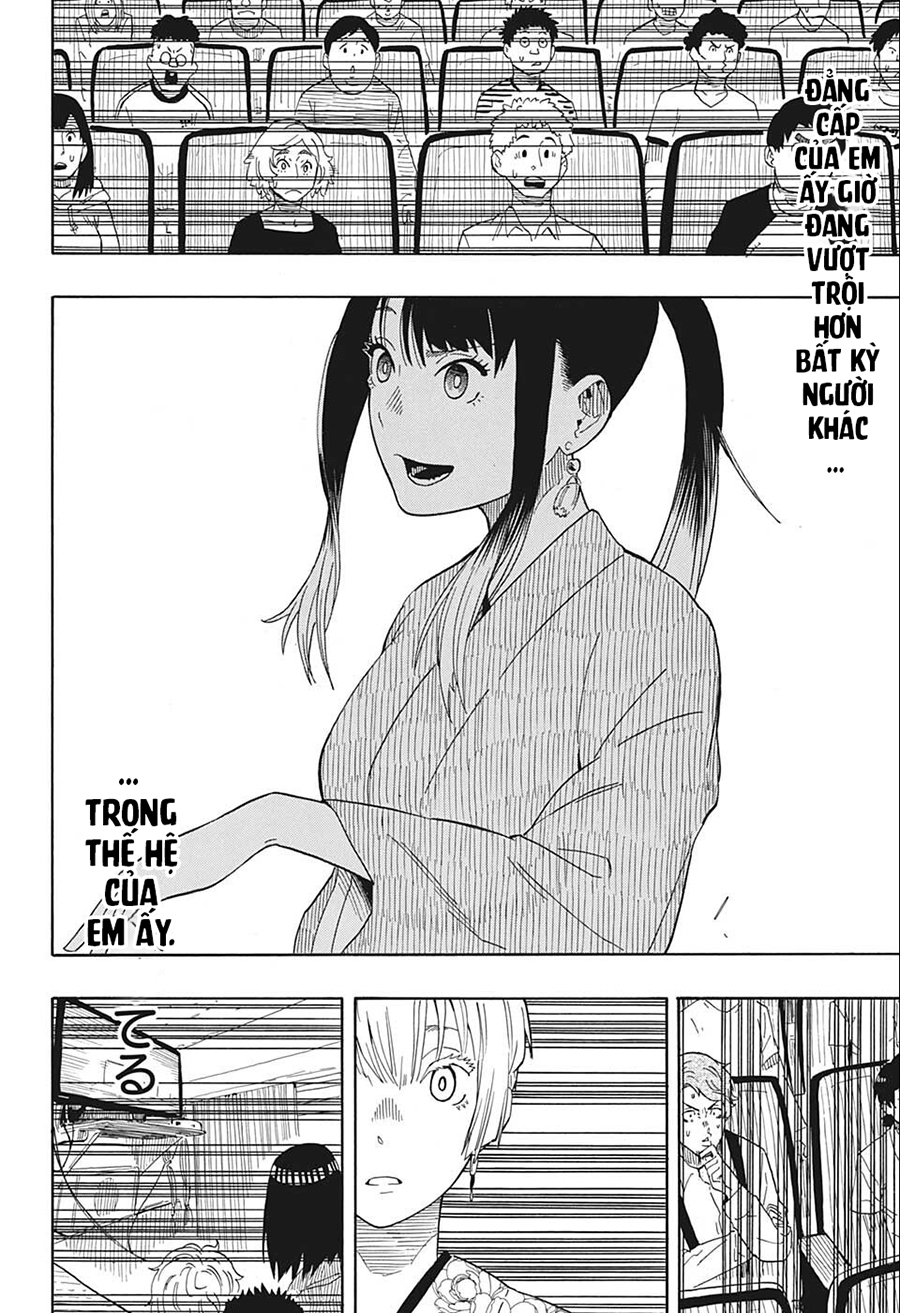 ĐẲNG
CẤP
CỦA EM
ẤY GIỜ
ĐANG
VƯỢT
TRỘI
HƠN
BẤT KỲ
NGƯỜI
KHÁC
...
...
TRONG
THẾ HỆ
CỦA
EM ẤY.
てる